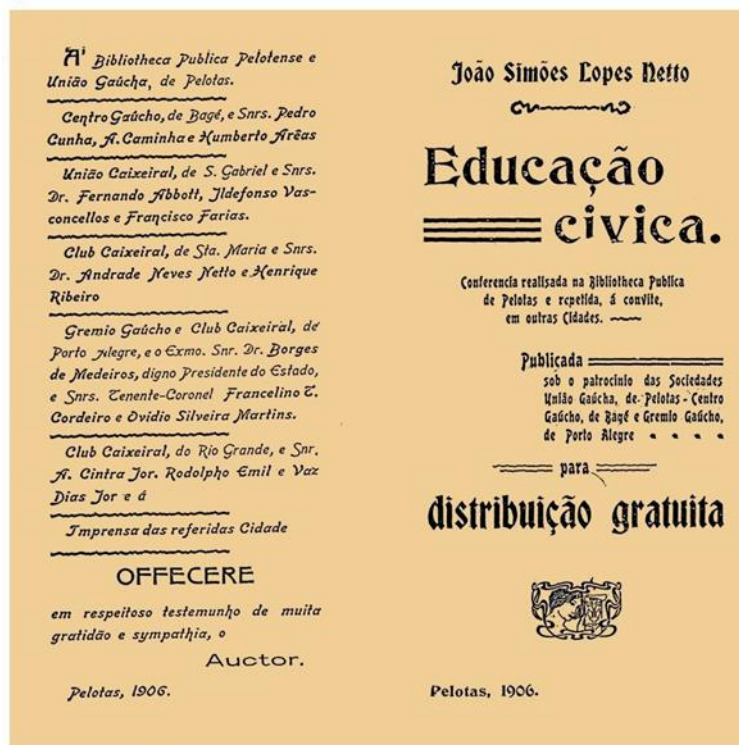 A' Bibliotheca Publica Pelotense e
União Gaúcha, de Pelotas.
Centro Gaúcho, de Bagé, e Snrs. Pedro
Cunha, A. Caminha e Humberto Arêas
União Caixeiral, de S. Gabriel e Snrs.
Dr. Fernando Abbott, Ildefonso Vas-
concellos e Francisco Farias.
Club Caixeiral, de Sta. Maria e Snrs.
Dr. Andrade Neves Netto e Henrique
Ribeiro
Gremio Gaúcho e Club Caixeiral, de
Porto Alegre, e o Exmo. Snr. Dr. Borges
de Medeiros, digno Presidente do Estado,
e Snrs. Tenente-Coronel Francelino T.
Cordeiro e Ovidio Silveira Martins.
Club Caixeiral, do Rio Grande, e Snr.
A. Cintra Jor. Rodolpho Emil e Vaz
Dias Jor e á
Imprensa das referidas Cidade
OFFECERE
em respeitoso testemunho de muita
gratidão e sympathia, o
Auctor.
Pelotas, 1906.
João Simões Lopes Netto
Educação
civica.
Conferencia realisada na Bibliotheca Publica
de Pelotas e repetida, á convite,
em outras Cidades.
Publicada
sob o patrocinio das Sociedades
União Gaúcha, de Pelotas - Centro
Gaúcho, de Bagé e Gremio Gaúcho,
de Porto Alegre
para
distribuição gratuita
Pelotas, 1906.